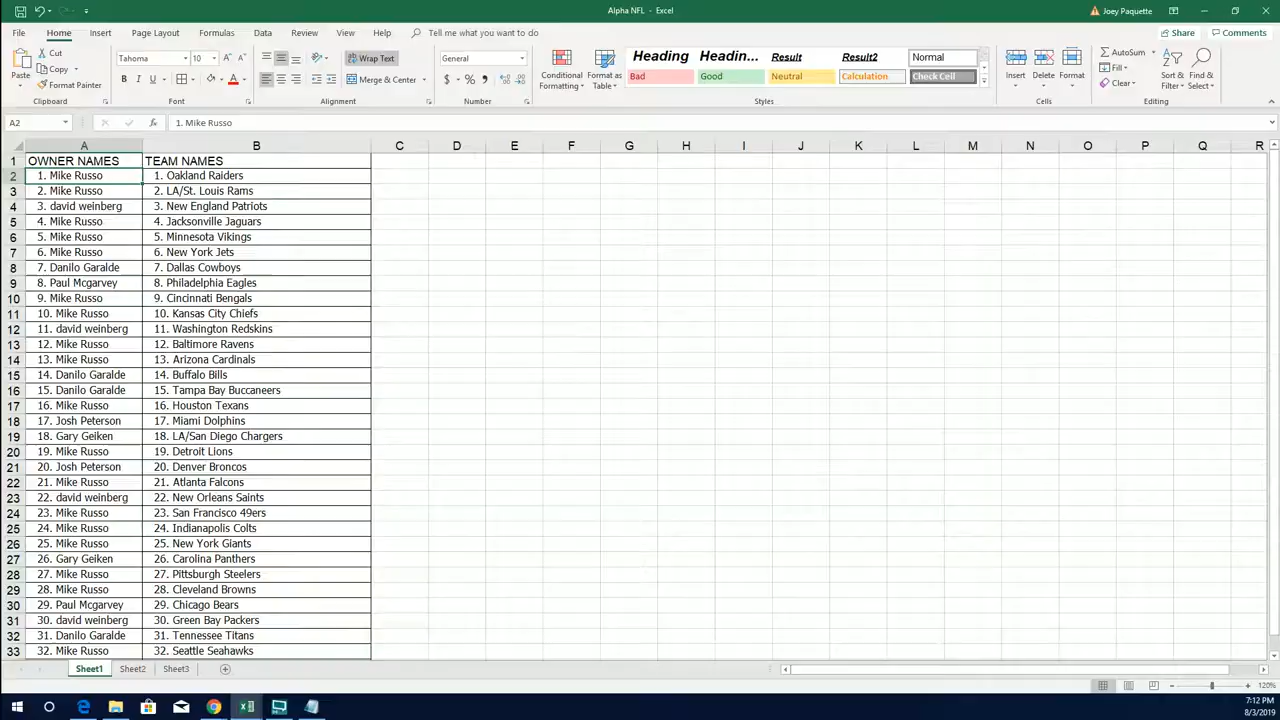 Alpha NFL - Excel
Joey Paquette
File Home Insert Page Layout Formulas Data Review View Help Tell me what you want to do Share Comments
Paste Cut Copy Format Painter Clipboard
Tahoma 10 B I U A Font
Wrap Text Merge & Center Alignment
General $ % , Number
Conditional Formatting Format as Table
Heading Headin... Result Result2 Normal
Bad Good Neutral Calculation Check Cell
Styles
Insert Delete Format Cells
AutoSum Fill Clear Sort & Filter Find & Select Editing
A2 fx 1. Mike Russo
A B C D E F G H I J K L M N O P Q R
1 OWNER NAMES TEAM NAMES
2 1. Mike Russo 1. Oakland Raiders
3 2. Mike Russo 2. LA/St. Louis Rams
4 3. david weinberg 3. New England Patriots
5 4. Mike Russo 4. Jacksonville Jaguars
6 5. Mike Russo 5. Minnesota Vikings
7 6. Mike Russo 6. New York Jets
8 7. Danilo Garalde 7. Dallas Cowboys
9 8. Paul Mcgarvey 8. Philadelphia Eagles
10 9. Mike Russo 9. Cincinnati Bengals
11 10. Mike Russo 10. Kansas City Chiefs
12 11. david weinberg 11. Washington Redskins
13 12. Mike Russo 12. Baltimore Ravens
14 13. Mike Russo 13. Arizona Cardinals
15 14. Danilo Garalde 14. Buffalo Bills
16 15. Danilo Garalde 15. Tampa Bay Buccaneers
17 16. Mike Russo 16. Houston Texans
18 17. Josh Peterson 17. Miami Dolphins
19 18. Gary Geiken 18. LA/San Diego Chargers
20 19. Mike Russo 19. Detroit Lions
21 20. Josh Peterson 20. Denver Broncos
22 21. Mike Russo 21. Atlanta Falcons
23 22. david weinberg 22. New Orleans Saints
24 23. Mike Russo 23. San Francisco 49ers
25 24. Mike Russo 24. Indianapolis Colts
26 25. Mike Russo 25. New York Giants
27 26. Gary Geiken 26. Carolina Panthers
28 27. Mike Russo 27. Pittsburgh Steelers
29 28. Mike Russo 28. Cleveland Browns
30 29. Paul Mcgarvey 29. Chicago Bears
31 30. david weinberg 30. Green Bay Packers
32 31. Danilo Garalde 31. Tennessee Titans
33 32. Mike Russo 32. Seattle Seahawks
Sheet1 Sheet2 Sheet3
120%
7:12 PM
8/3/2019